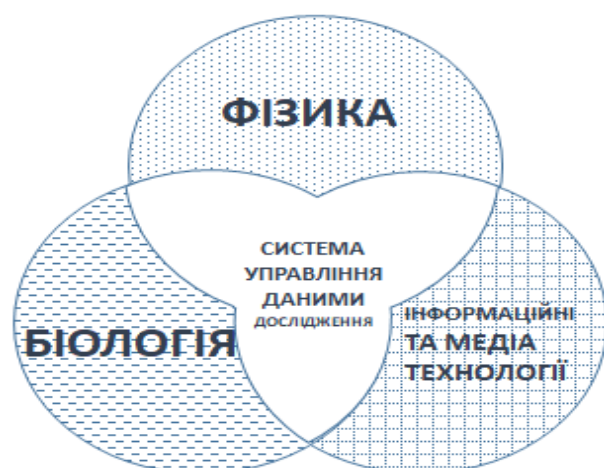 ФІЗИКА
СИСТЕМА
УПРАВЛІННЯ
ДАНИМИ
ДОСЛІДЖЕННЯ
БІОЛОГІЯ
ІНФОРМАЦІЙНІ
ТА МЕДІА
ТЕХНОЛОГІЇ